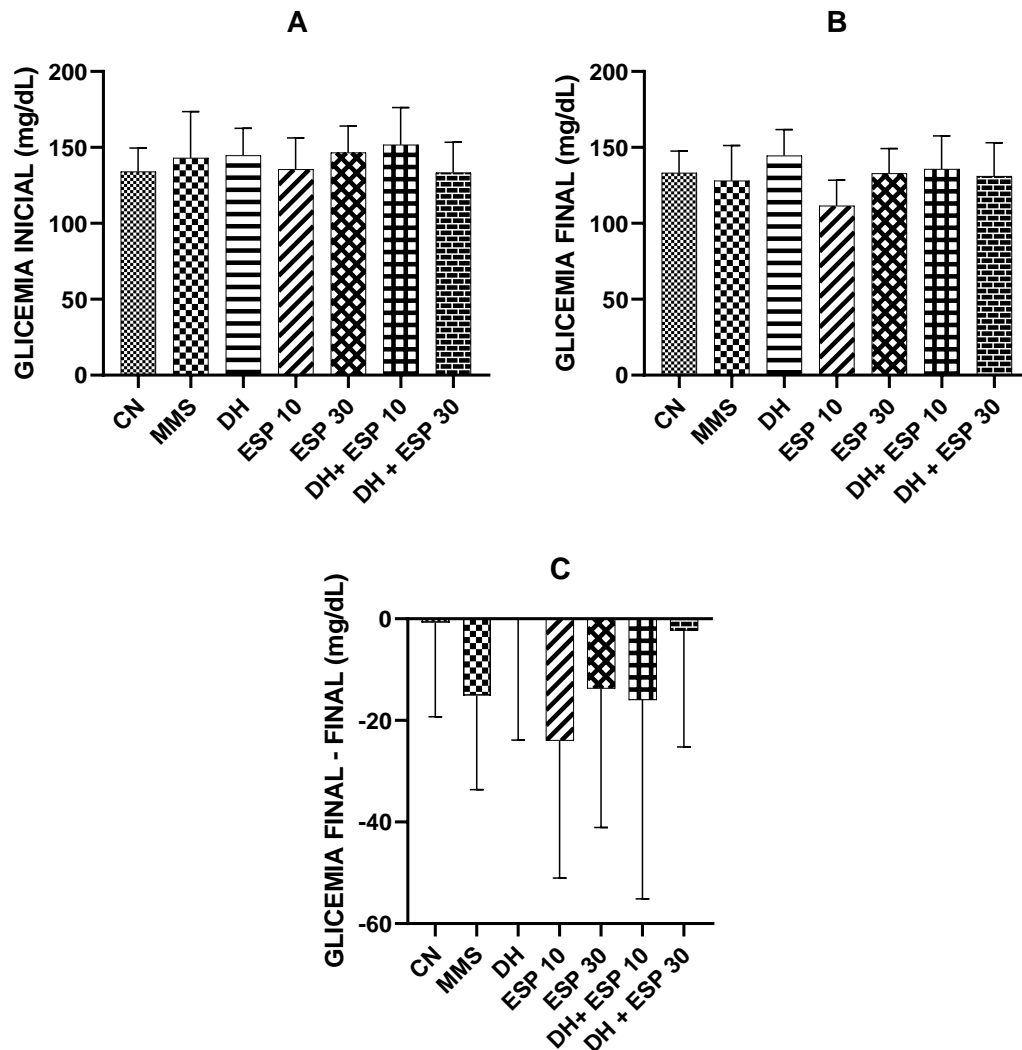 A
GLICEMIA INICIAL (mg/dL)
200
150
100
50
0
CN
MMS
DH
ESP 10
ESP 30
DH+ ESP 10
DH + ESP 30
B
GLICEMIA FINAL (mg/dL)
200
150
100
50
0
CN
MMS
DH
ESP 10
ESP 30
DH+ ESP 10
DH + ESP 30
C
GLICEMIA FINAL - FINAL (mg/dL)
0
-20
-40
-60
CN
MMS
DH
ESP 10
ESP 30
DH+ ESP 10
DH + ESP 30